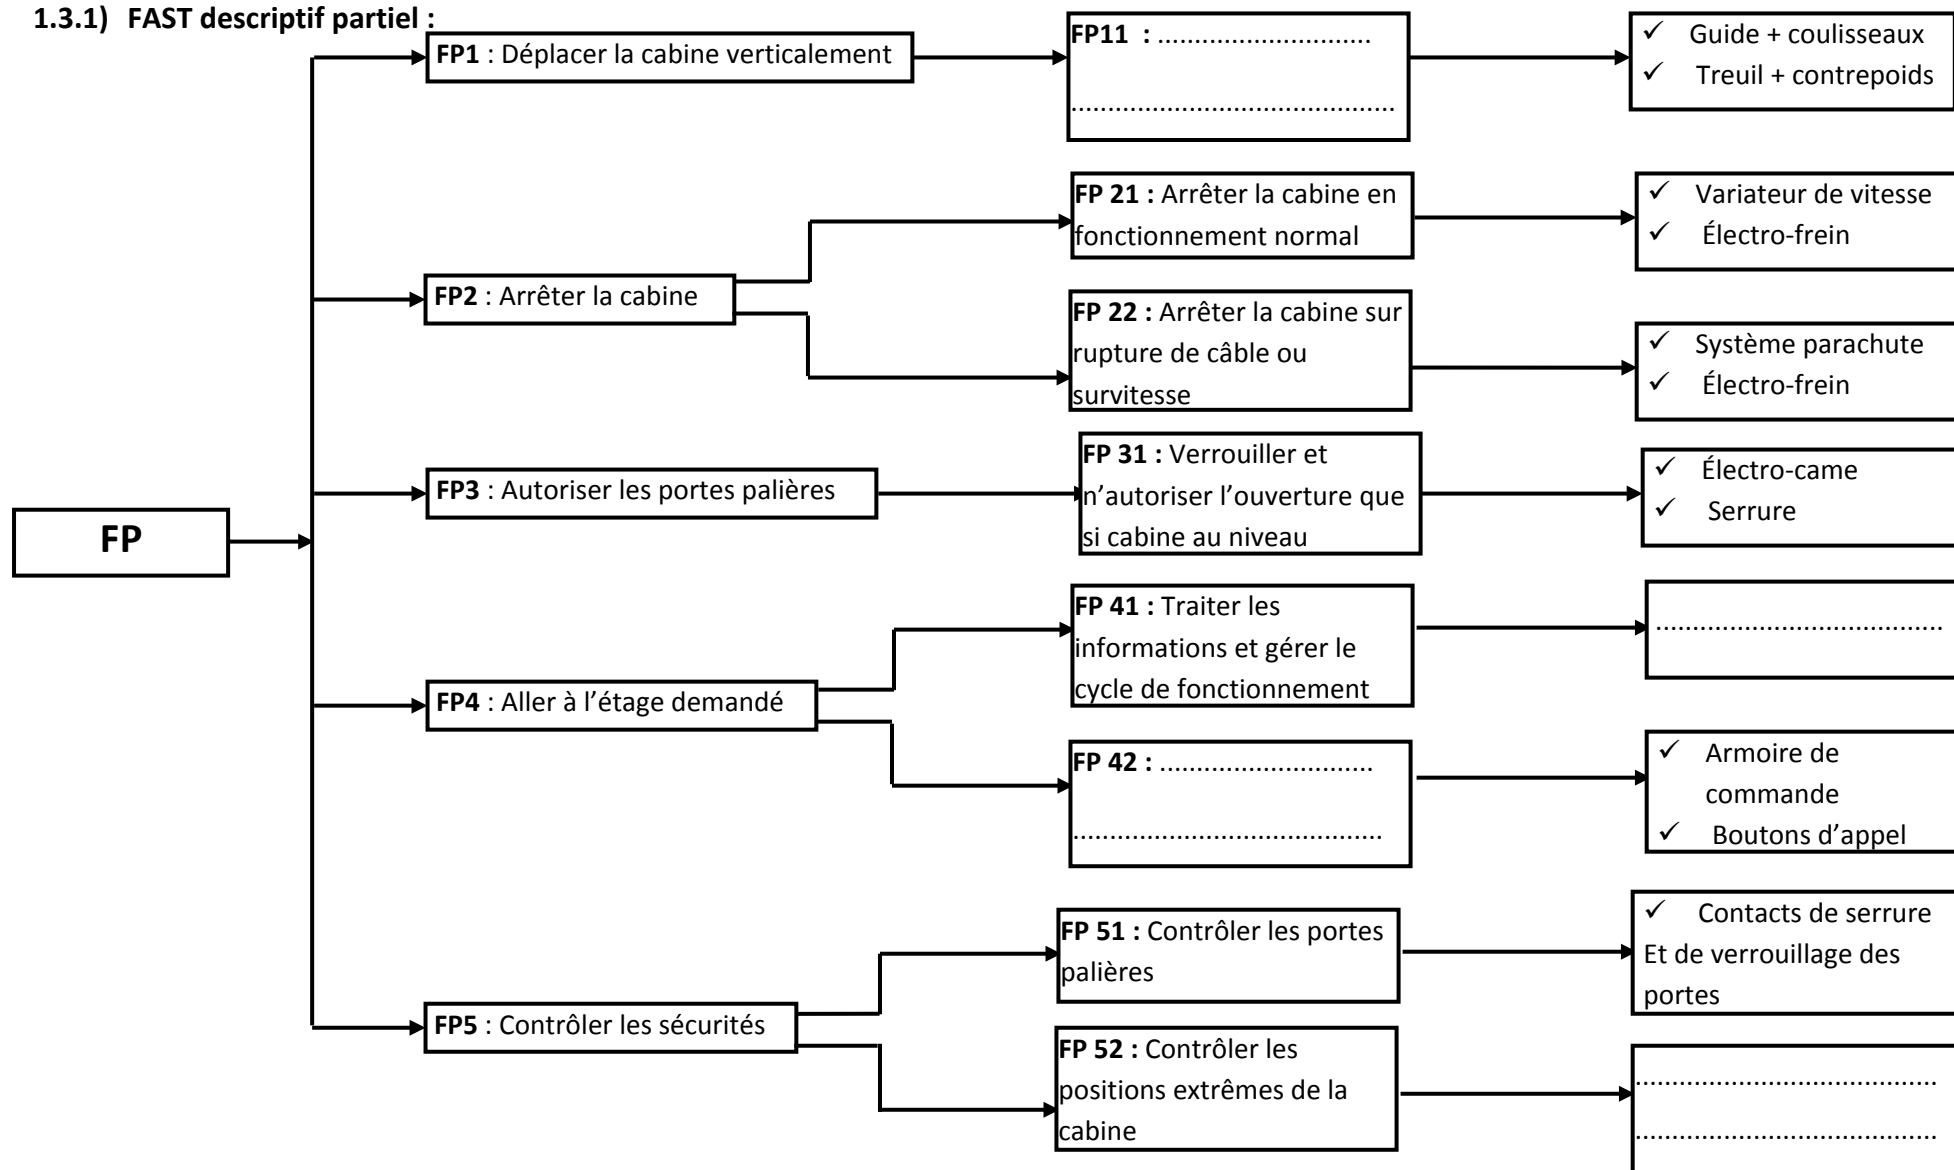 1.3.1) FAST descriptif partiel :
FP
FP1 : Déplacer la cabine verticalement
FP11 : .............................
............................................
✓ Guide + coulisseaux
✓ Treuil + contrepoids
FP2 : Arrêter la cabine
FP 21 : Arrêter la cabine en
fonctionnement normal
✓ Variateur de vitesse
✓ Électro-frein
FP 22 : Arrêter la cabine sur
rupture de câble ou
survitesse
✓ Système parachute
✓ Électro-frein
FP3 : Autoriser les portes palières
FP 31 : Verrouiller et
n’autoriser l’ouverture que
si cabine au niveau
✓ Électro-came
✓ Serrure
FP4 : Aller à l’étage demandé
FP 41 : Traiter les
informations et gérer le
cycle de fonctionnement
.......................................
FP 42 : .............................
..........................................
✓ Armoire de
commande
✓ Boutons d’appel
FP5 : Contrôler les sécurités
FP 51 : Contrôler les portes
palières
✓ Contacts de serrure
Et de verrouillage des
portes
FP 52 : Contrôler les
positions extrêmes de la
cabine
.........................................
.........................................